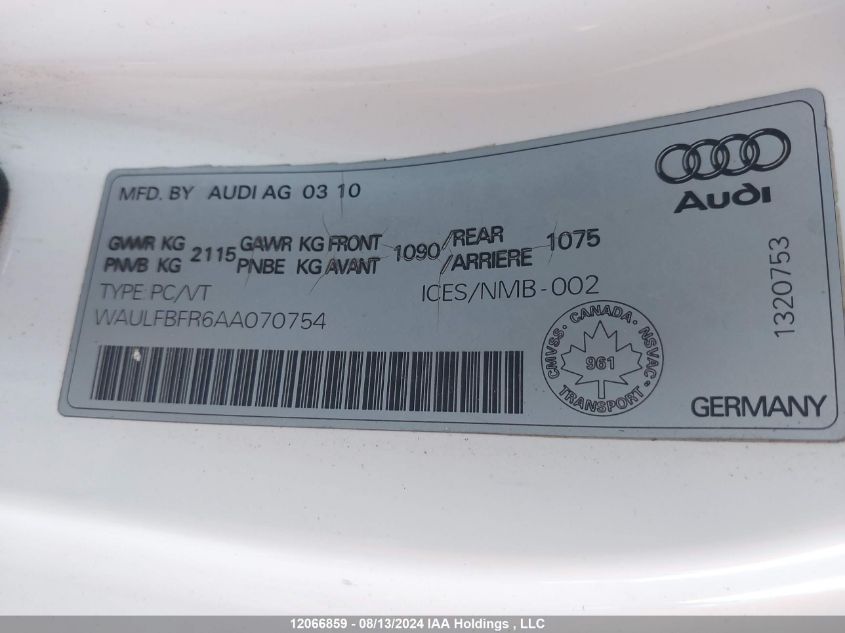 MFD. BY AUDI AG 03 10
Audi
GVWR KG 2115 GAWR KG FRONT 1090 /REAR 1075
PNVB KG PNBE KG AVANT /ARRIERE
TYPE: PC/VT ICES/NMB-002
WAULFBFR6AA070754
1320753
CMVSS. CANADA. NSVAC
961
TRANSPORT
GERMANY
12066859 - 08/13/2024 IAA Holdings , LLC